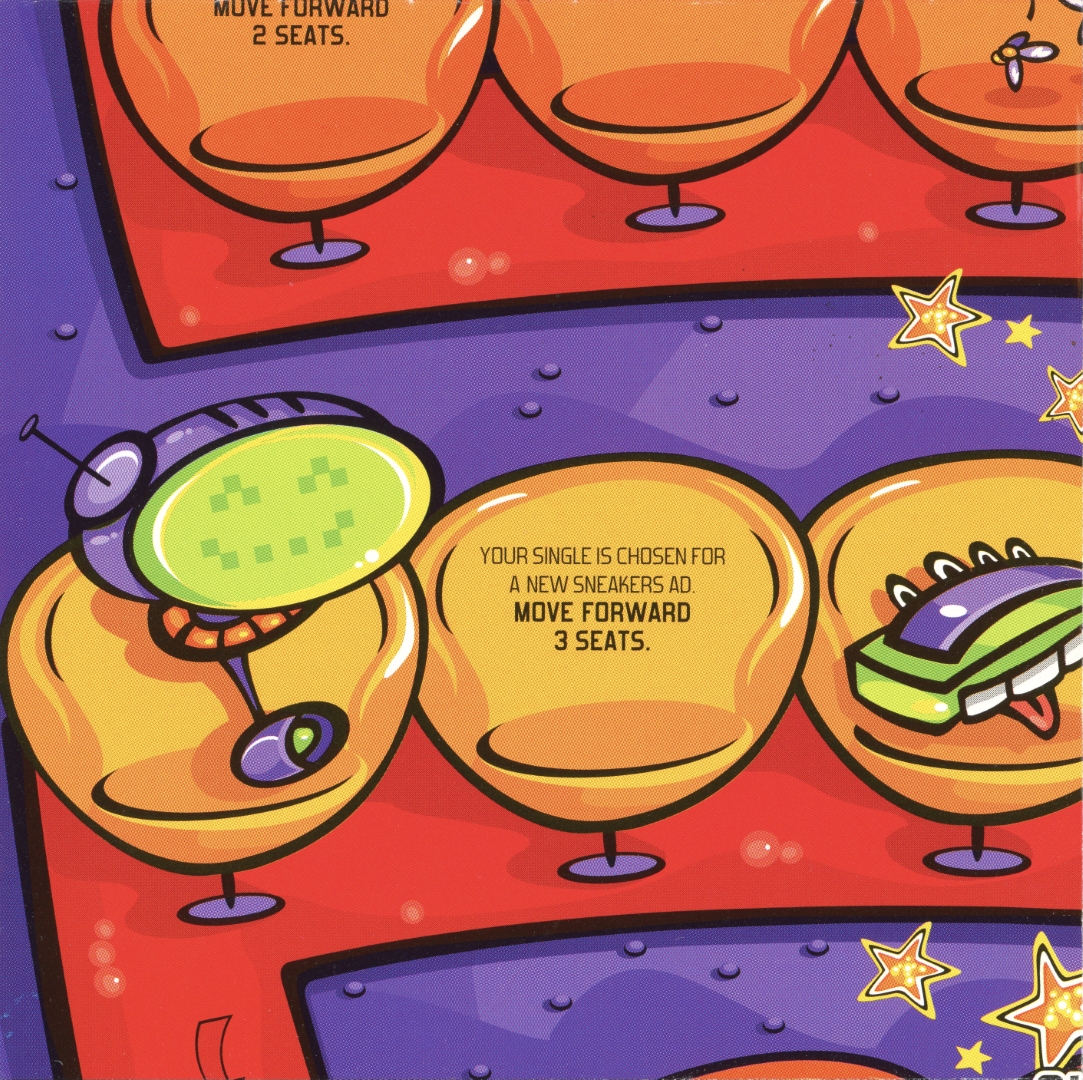 MOVE FORWARD
2 SEATS.
YOUR SINGLE IS CHOSEN FOR
A NEW SNEAKERS AD.
MOVE FORWARD
3 SEATS.